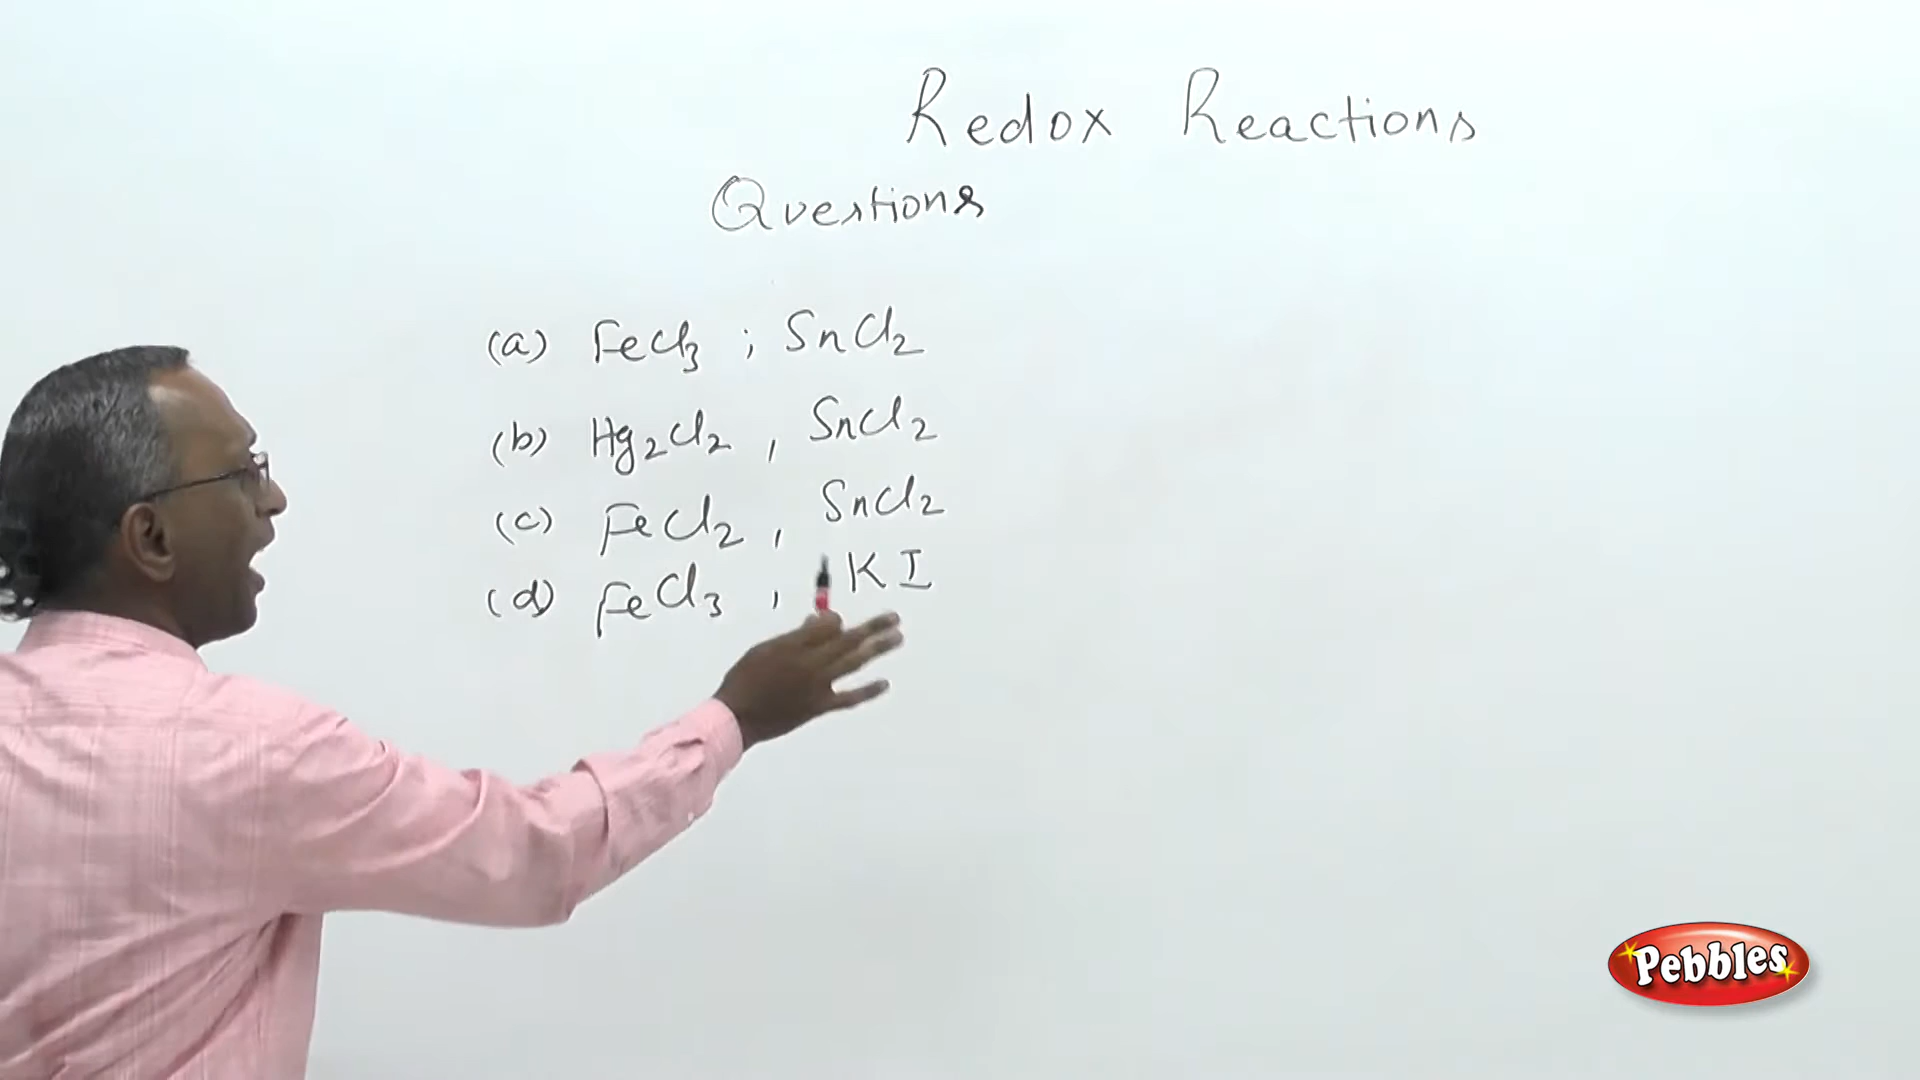 Redox Reactions
Questions
(a) FeCl3 ; SnCl2
(b) Hg2Cl2 , SnCl2
(c) FeCl2 , SnCl2
(d) FeCl3 , KI
Pebbles